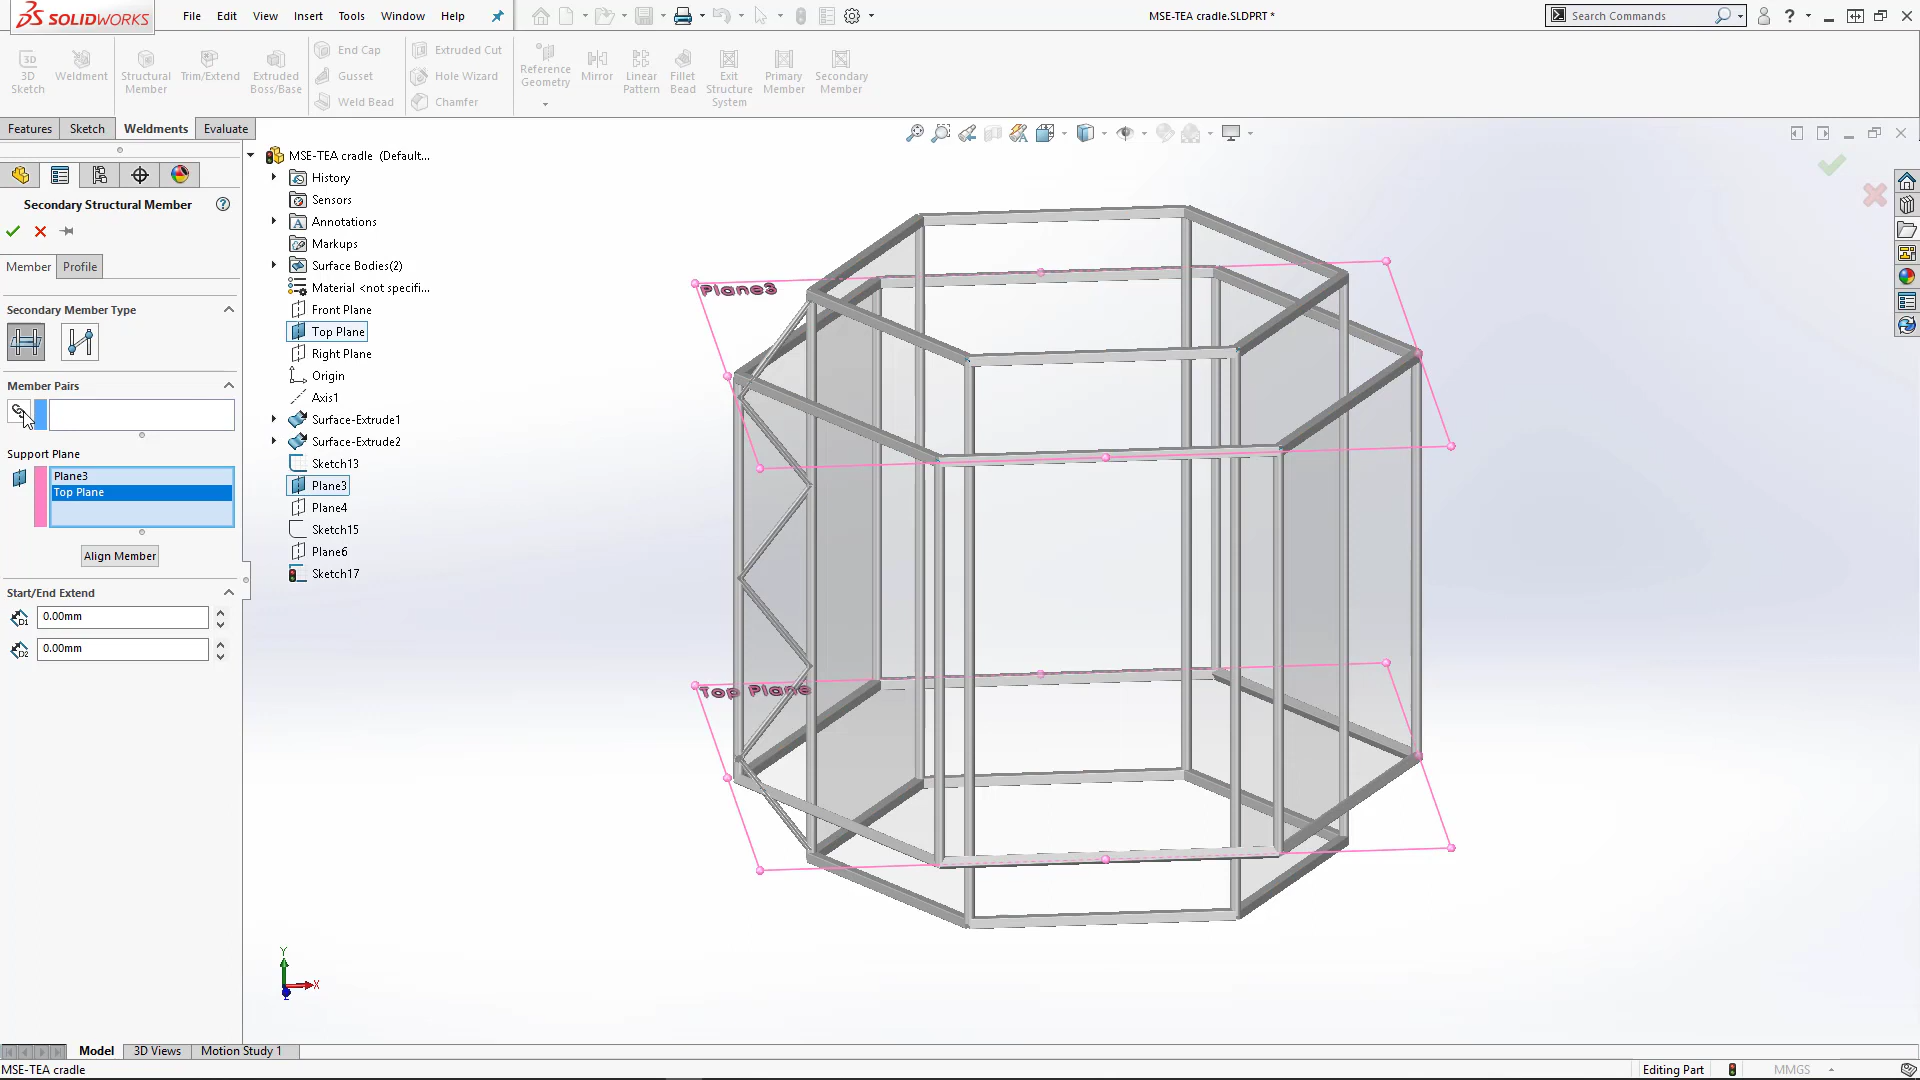 SOLIDWORKS
File Edit View Insert Tools Window Help
MSE-TEA cradle.SLDPRT *
Search Commands
?
3D Sketch
Weldment
Structural Member
Trim/Extend
Extruded Boss/Base
End Cap
Gusset
Weld Bead
Extruded Cut
Hole Wizard
Chamfer
Reference Geometry
Mirror
Linear Pattern
Fillet Bead
Exit Structure System
Primary Member
Secondary Member
Features Sketch Weldments Evaluate
Secondary Structural Member
?
Member Profile
Secondary Member Type
Member Pairs
Support Plane
Plane3
Top Plane
Align Member
Start/End Extend
D1 0.00mm
D2 0.00mm
MSE-TEA cradle (Default...
History
Sensors
A Annotations
Markups
Surface Bodies(2)
Material <not specifi...
Front Plane
Top Plane
Right Plane
Origin
Axis1
Surface-Extrude1
Surface-Extrude2
Sketch13
Plane3
Plane4
Sketch15
Plane6
Sketch17
Plane3
Top Plane
Y
X
Z
Model 3D Views Motion Study 1
MSE-TEA cradle
Editing Part
MMGS